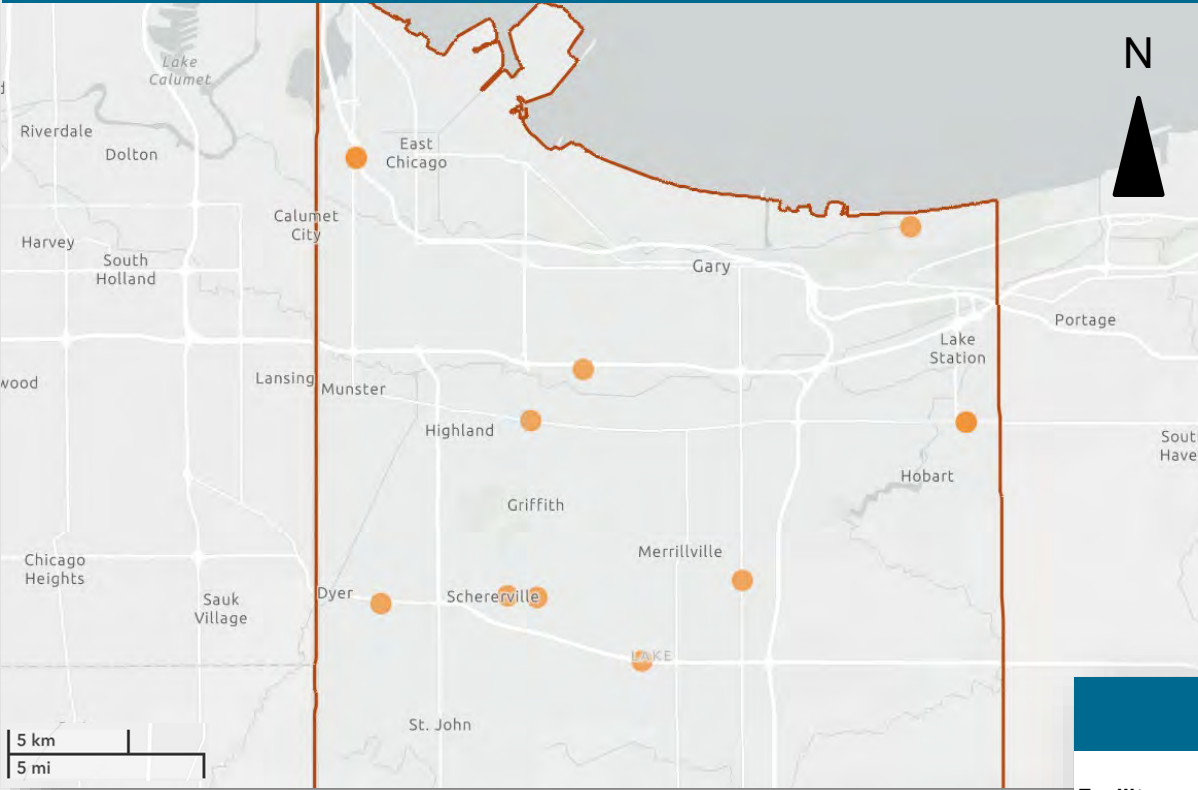 N
Lake
Calumet
Riverdale
Dolton
East
Chicago
Calumet
City
Harvey
South
Holland
Gary
Portage
Lake
Station
wood
Lansing
Munster
Highland
Sout
Have
Hobart
Griffith
Merrillville
Chicago
Heights
Sauk
Village
Dyer
Schererville
LAKE
St. John
5 km
5 mi